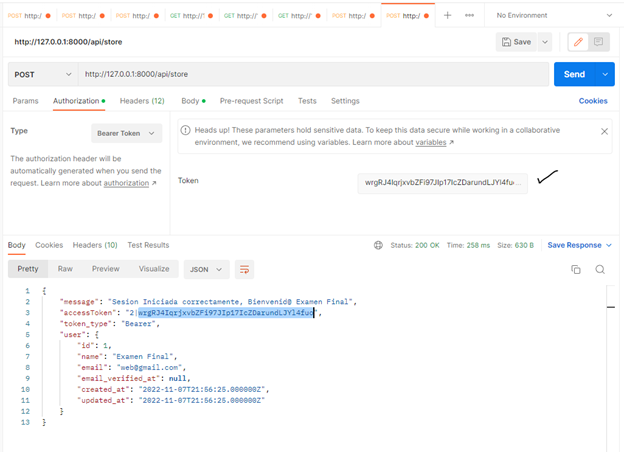 POST http:/ POST http:/ POST http:/ GET http://' GET http:// GET http://' POST http:/ POST http:/ + ••• No Environment
http://127.0.0.1:8000/api/store Save
POST http://127.0.0.1:8000/api/store Send
Params Authorization Headers (12) Body Pre-request Script Tests Settings Cookies
Type Bearer Token
Heads up! These parameters hold sensitive data. To keep this data secure while working in a collaborative
environment, we recommend using variables. Learn more about variables ↗
The authorization header will be
automatically generated when you send the
request. Learn more about authorization ↗
Token wrgRJ4IqrjxvbZFi97JIp17IcZDarundLJYl4fu...
Body Cookies Headers (10) Test Results Status: 200 OK Time: 258 ms Size: 630 B Save Response
Pretty Raw Preview Visualize JSON
1 {
2 "message": "Sesion Iniciada correctamente, Bienvenid@ Examen Final",
3 "accessToken": "2|wrgRJ4IqrjxvbZFi97JIp17IcZDarundLJYl4fuo",
4 "token_type": "Bearer",
5 "user": {
6 "id": 1,
7 "name": "Examen Final",
8 "email": "web@gmail.com",
9 "email_verified_at": null,
10 "created_at": "2022-11-07T21:56:25.000000Z",
11 "updated_at": "2022-11-07T21:56:25.000000Z"
12 }
13 }